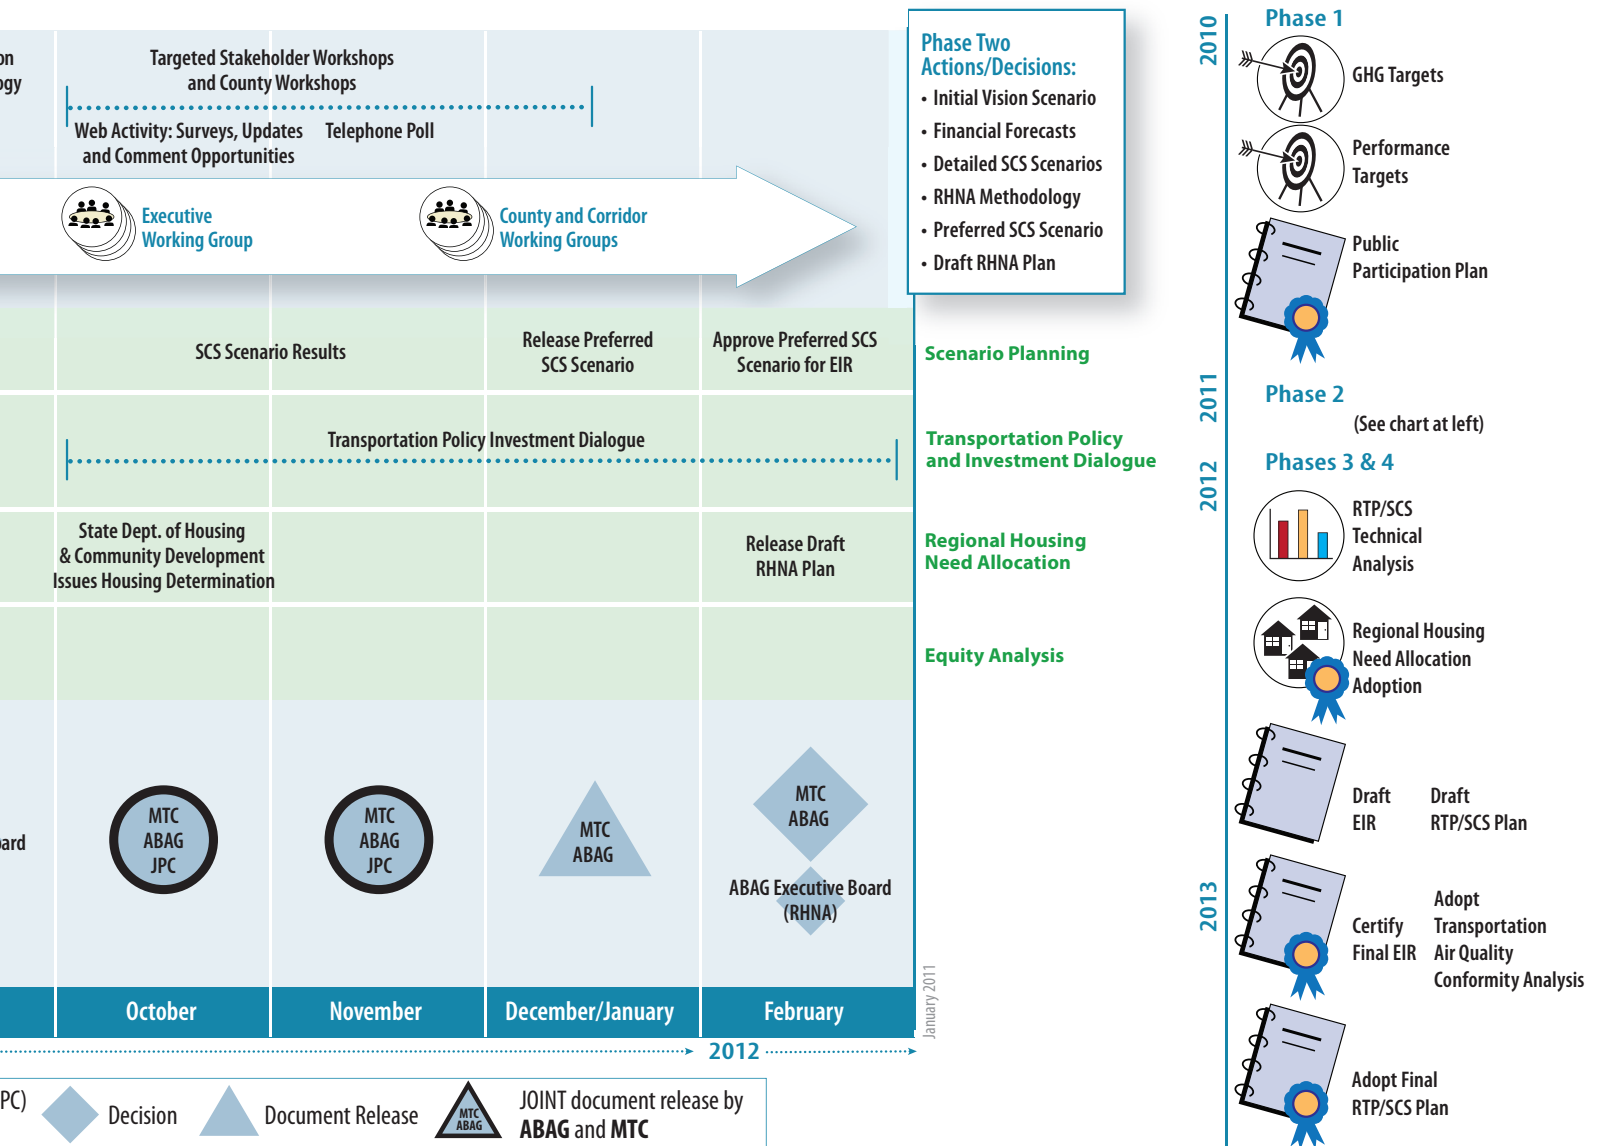 on
ogy
Targeted Stakeholder Workshops
and County Workshops
Web Activity: Surveys, Updates
and Comment Opportunities
Telephone Poll
Executive
Working Group
County and Corridor
Working Groups
Phase Two
Actions/Decisions:
• Initial Vision Scenario
• Financial Forecasts
• Detailed SCS Scenarios
• RHNA Methodology
• Preferred SCS Scenario
• Draft RHNA Plan
SCS Scenario Results
Release Preferred
SCS Scenario
Approve Preferred SCS
Scenario for EIR
Scenario Planning
Transportation Policy Investment Dialogue
Transportation Policy
and Investment Dialogue
State Dept. of Housing
& Community Development
Issues Housing Determination
Release Draft
RHNA Plan
Regional Housing
Need Allocation
Equity Analysis
ard
MTC
ABAG
JPC
MTC
ABAG
JPC
MTC
ABAG
MTC
ABAG
ABAG Executive Board
(RHNA)
October
November
December/January
February
January 2011
2012
PC)
Decision
Document Release
MTC
ABAG
JOINT document release by
ABAG and MTC
2010
Phase 1
GHG Targets
Performance
Targets
Public
Participation Plan
2011
Phase 2
(See chart at left)
2012
Phases 3 & 4
RTP/SCS
Technical
Analysis
Regional Housing
Need Allocation
Adoption
Draft
EIR
Draft
RTP/SCS Plan
2013
Certify
Final EIR
Adopt
Transportation
Air Quality
Conformity Analysis
Adopt Final
RTP/SCS Plan